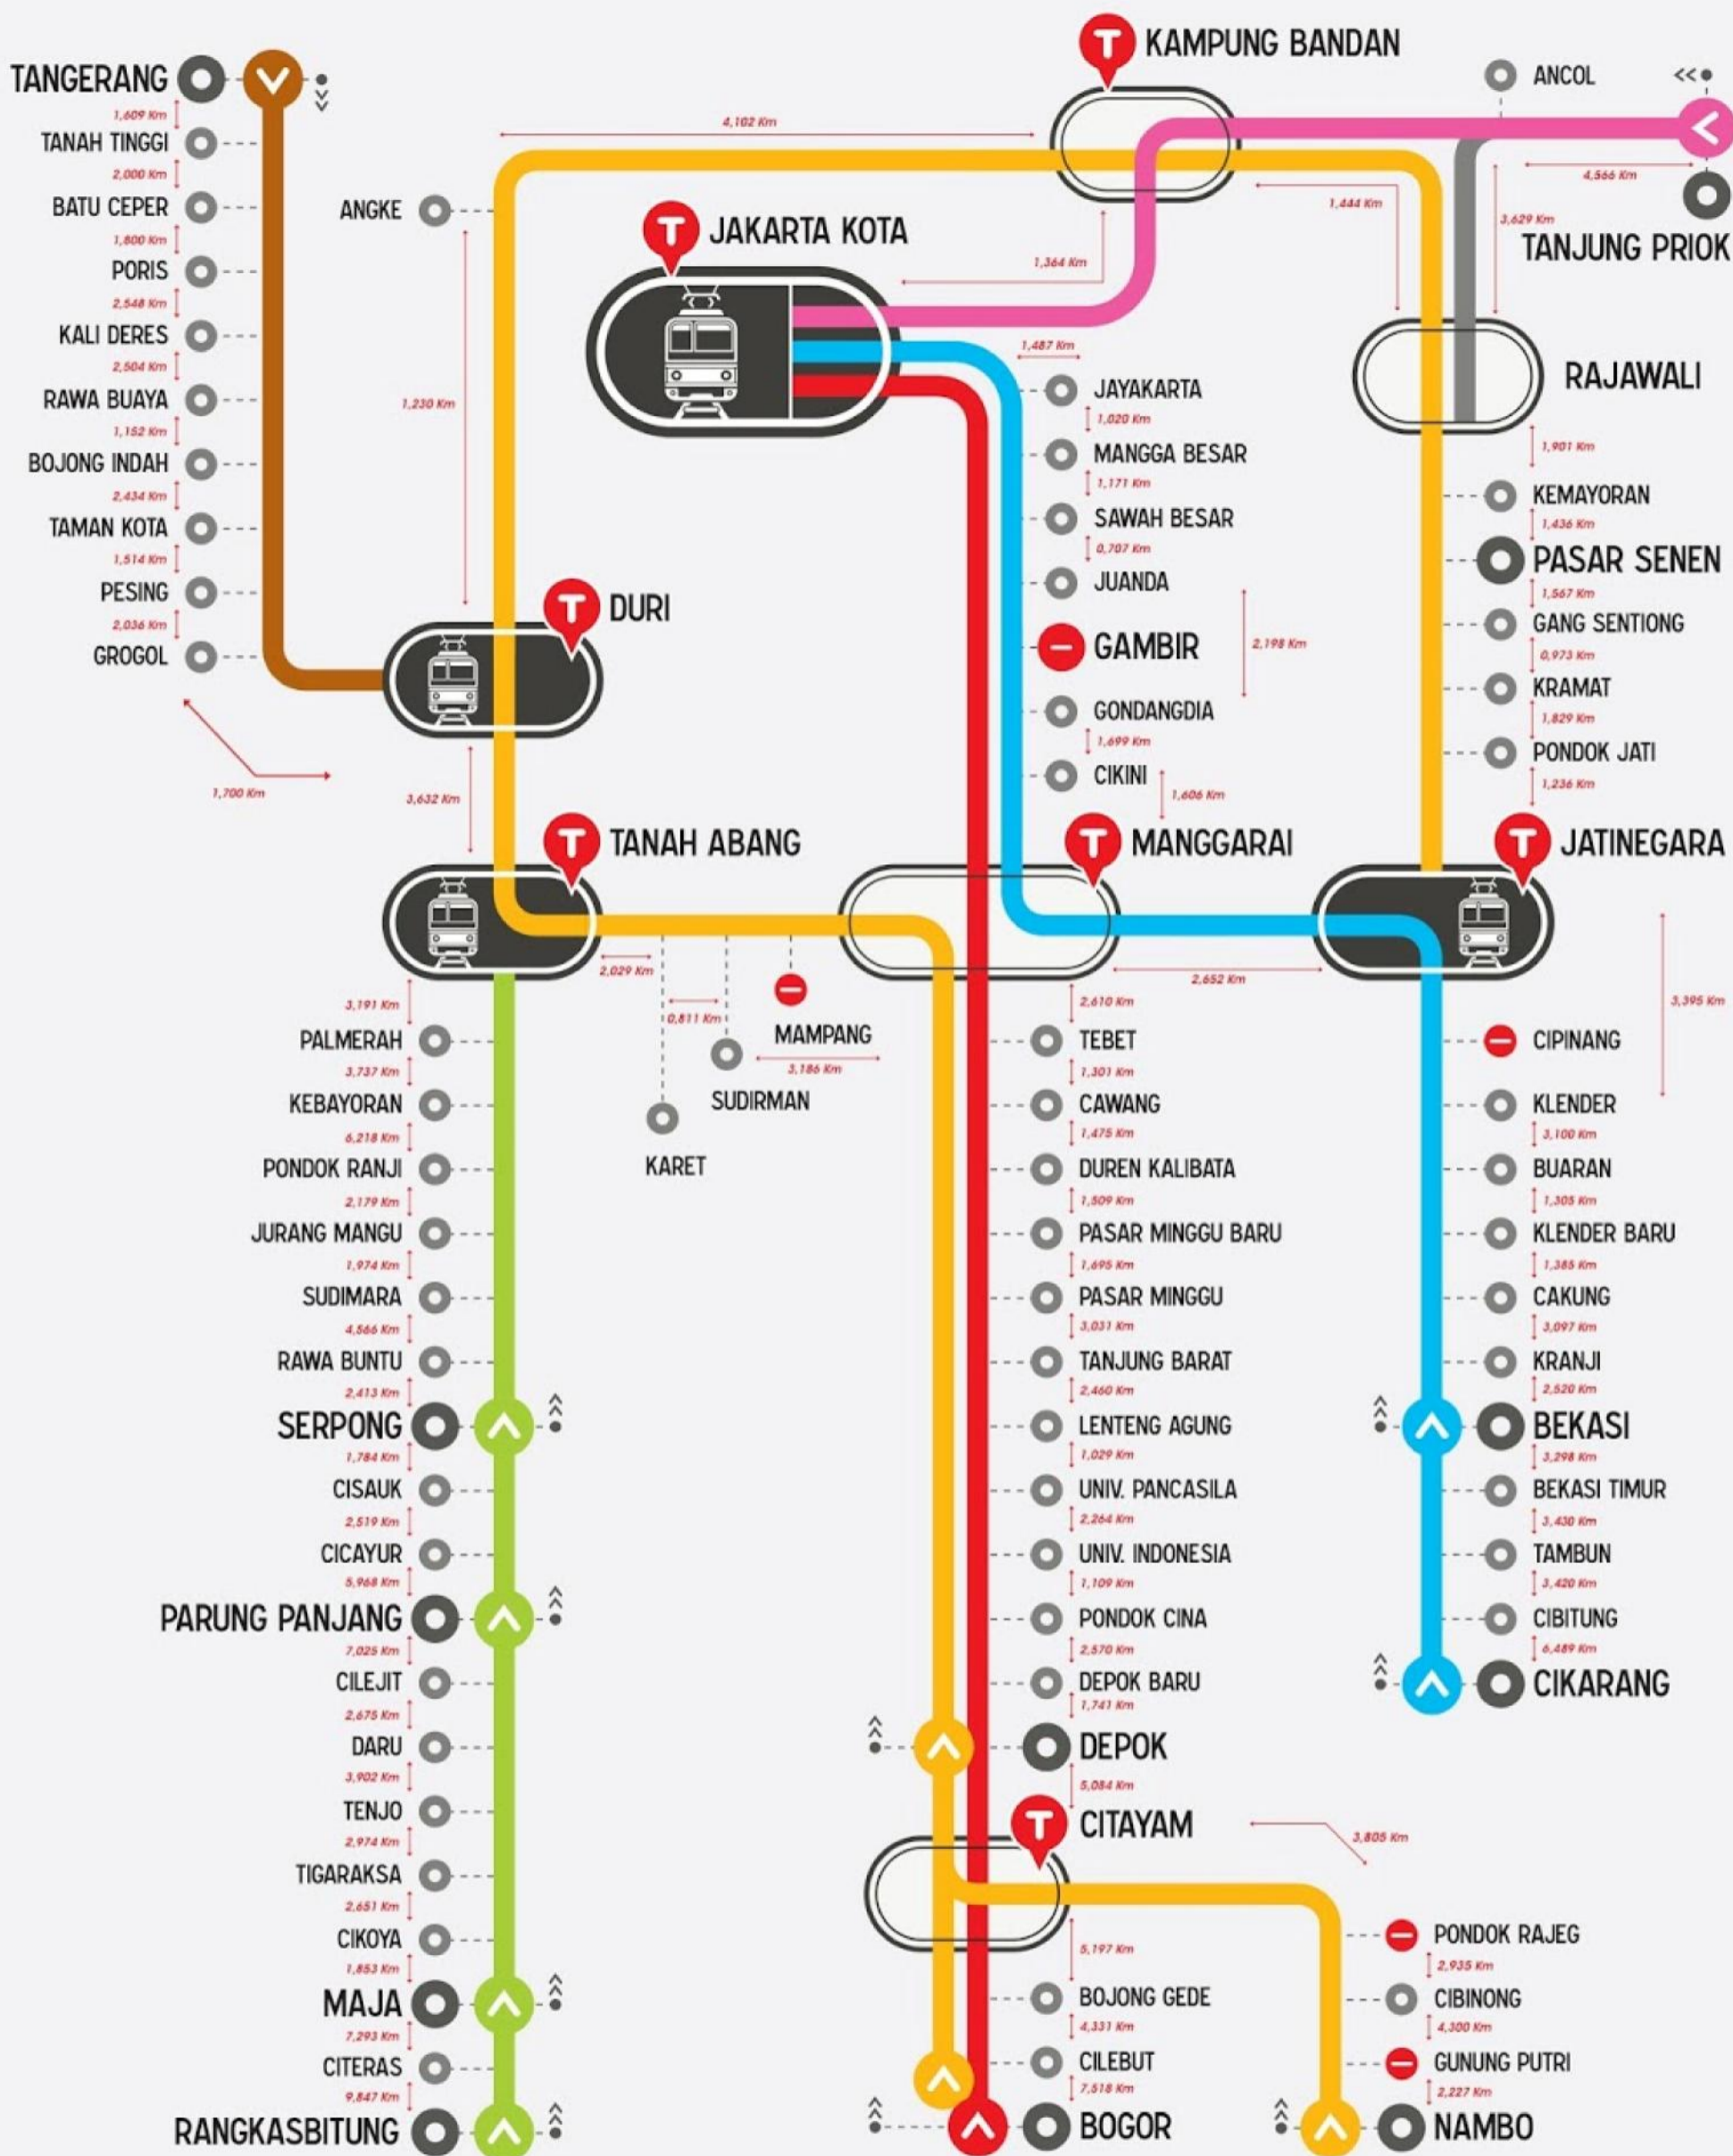 TANGERANG
1,609 Km
TANAH TINGGI
2,000 Km
BATU CEPER
1,800 Km
PORIS
2,548 Km
KALI DERES
2,504 Km
RAWA BUAYA
1,152 Km
BOJONG INDAH
2,434 Km
TAMAN KOTA
1,514 Km
PESING
2,036 Km
GROGOL
1,700 Km
ANGKE
1,230 Km
4,102 Km
T KAMPUNG BANDAN
ANCOL
4,566 Km
TANJUNG PRIOK
1,444 Km
3,629 Km
T JAKARTA KOTA
1,364 Km
RAJAWALI
1,901 Km
KEMAYORAN
1,436 Km
PASAR SENEN
1,567 Km
GANG SENTIONG
0,973 Km
KRAMAT
1,829 Km
PONDOK JATI
1,236 Km
1,487 Km
JAYAKARTA
1,020 Km
MANGGA BESAR
1,171 Km
SAWAH BESAR
0,707 Km
JUANDA
GAMBIR
2,198 Km
GONDANGDIA
1,699 Km
CIKINI
1,606 Km
T DURI
3,632 Km
T TANAH ABANG
T MANGGARAI
T JATINEGARA
2,029 Km
0,811 Km
MAMPANG
3,186 Km
SUDIRMAN
KARET
2,652 Km
3,395 Km
3,191 Km
PALMERAH
3,737 Km
KEBAYORAN
6,218 Km
PONDOK RANJI
2,179 Km
JURANG MANGU
1,974 Km
SUDIMARA
4,566 Km
RAWA BUNTU
2,413 Km
SERPONG
1,784 Km
CISAUK
2,519 Km
CICAYUR
5,968 Km
PARUNG PANJANG
7,025 Km
CILEJIT
2,675 Km
DARU
3,902 Km
TENJO
2,974 Km
TIGARAKSA
2,651 Km
CIKOYA
1,853 Km
MAJA
7,293 Km
CITERAS
9,847 Km
RANGKASBITUNG
2,610 Km
TEBET
1,301 Km
CAWANG
1,475 Km
DUREN KALIBATA
1,509 Km
PASAR MINGGU BARU
1,695 Km
PASAR MINGGU
3,031 Km
TANJUNG BARAT
2,460 Km
LENTENG AGUNG
1,029 Km
UNIV. PANCASILA
2,264 Km
UNIV. INDONESIA
1,109 Km
PONDOK CINA
2,570 Km
DEPOK BARU
1,741 Km
DEPOK
5,084 Km
T CITAYAM
3,805 Km
5,197 Km
BOJONG GEDE
4,331 Km
CILEBUT
7,518 Km
BOGOR
CIPINANG
KLENDER
3,100 Km
BUARAN
1,305 Km
KLENDER BARU
1,385 Km
CAKUNG
3,097 Km
KRANJI
2,520 Km
BEKASI
3,298 Km
BEKASI TIMUR
3,430 Km
TAMBUN
3,420 Km
CIBITUNG
6,489 Km
CIKARANG
PONDOK RAJEG
2,935 Km
CIBINONG
4,300 Km
GUNUNG PUTRI
2,227 Km
NAMBO